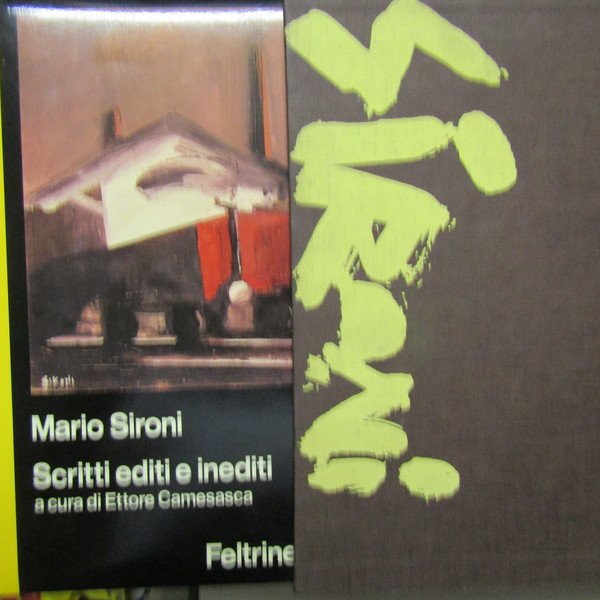 Mario Sironi
Scritti editi e inediti
a cura di Ettore Camesasca
Feltrine
SIRONI